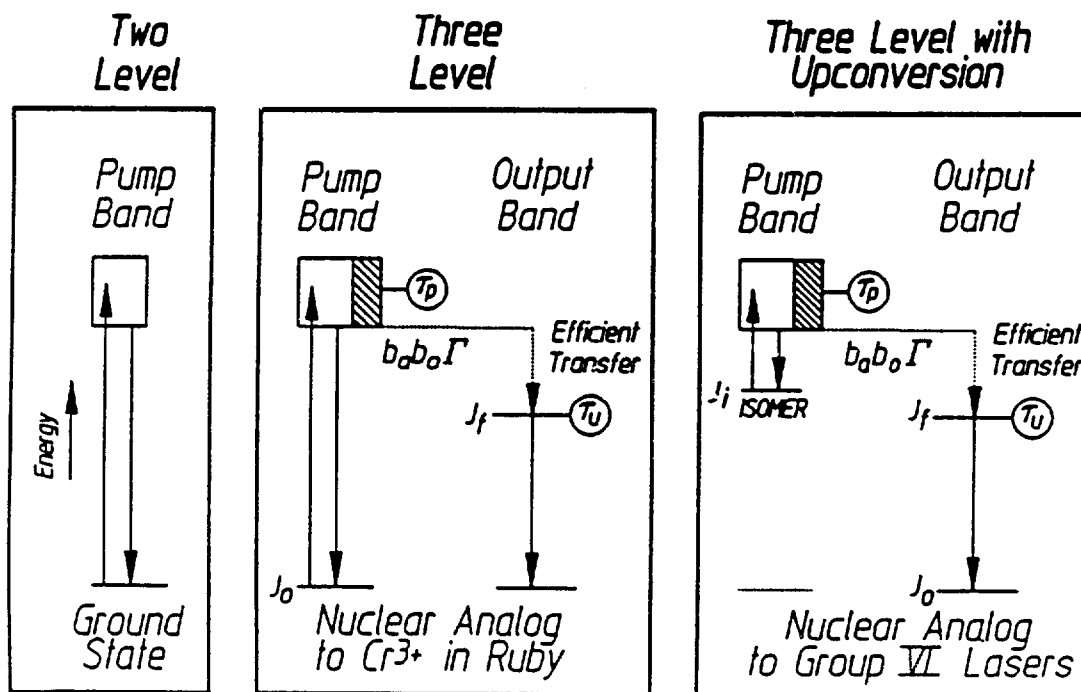 Two
Level
Pump
Band
Energy
Ground
State
Three
Level
Pump
Band
Output
Band
τp
baboΓ
Efficient
Transfer
Jf
τu
Jo
Nuclear Analog
to Cr3+ in Ruby
Three Level with
Upconversion
Pump
Band
Output
Band
τp
baboΓ
Efficient
Transfer
Ji ISOMER
Jf
τu
Jo
Nuclear Analog
to Group VI Lasers